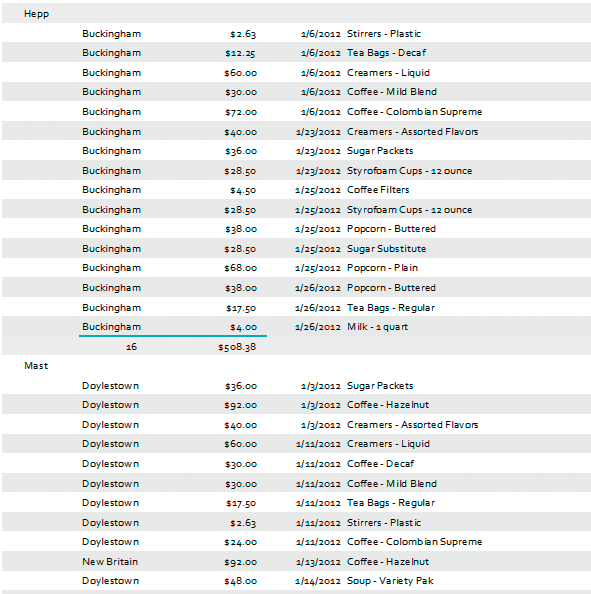 Hepp
Buckingham $2.63 1/6/2012 Stirrers - Plastic
Buckingham $12.25 1/6/2012 Tea Bags - Decaf
Buckingham $60.00 1/6/2012 Creamers - Liquid
Buckingham $30.00 1/6/2012 Coffee - Mild Blend
Buckingham $72.00 1/6/2012 Coffee - Colombian Supreme
Buckingham $40.00 1/23/2012 Creamers - Assorted Flavors
Buckingham $36.00 1/23/2012 Sugar Packets
Buckingham $28.50 1/23/2012 Styrofoam Cups - 12 ounce
Buckingham $4.50 1/25/2012 Coffee Filters
Buckingham $28.50 1/25/2012 Styrofoam Cups - 12 ounce
Buckingham $38.00 1/25/2012 Popcorn - Buttered
Buckingham $28.50 1/25/2012 Sugar Substitute
Buckingham $68.00 1/25/2012 Popcorn - Plain
Buckingham $38.00 1/26/2012 Popcorn - Buttered
Buckingham $17.50 1/26/2012 Tea Bags - Regular
Buckingham $4.00 1/26/2012 Milk - 1 quart
16 $508.38
Mast
Doylestown $36.00 1/3/2012 Sugar Packets
Doylestown $92.00 1/3/2012 Coffee - Hazelnut
Doylestown $40.00 1/3/2012 Creamers - Assorted Flavors
Doylestown $60.00 1/11/2012 Creamers - Liquid
Doylestown $30.00 1/11/2012 Coffee - Decaf
Doylestown $30.00 1/11/2012 Coffee - Mild Blend
Doylestown $17.50 1/11/2012 Tea Bags - Regular
Doylestown $2.63 1/11/2012 Stirrers - Plastic
Doylestown $24.00 1/11/2012 Coffee - Colombian Supreme
New Britain $92.00 1/13/2012 Coffee - Hazelnut
Doylestown $48.00 1/14/2012 Soup - Variety Pak